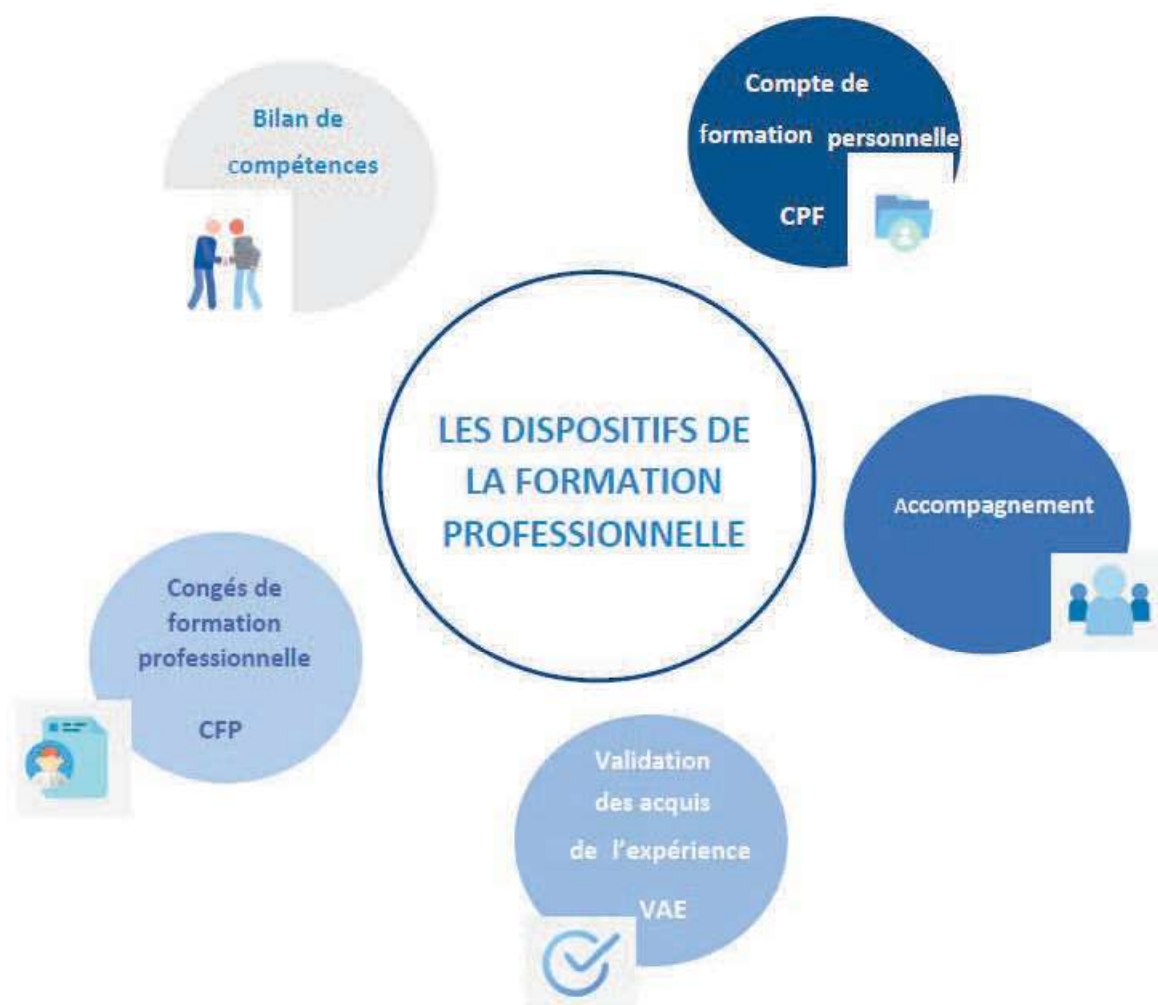 Bilan de
compétences
Compte de
formation personnelle
CPF
LES DISPOSITIFS DE
LA FORMATION
PROFESSIONNELLE
Accompagnement
Congés de
formation
professionnelle
CFP
Validation
des acquis
de l'expérience
VAE